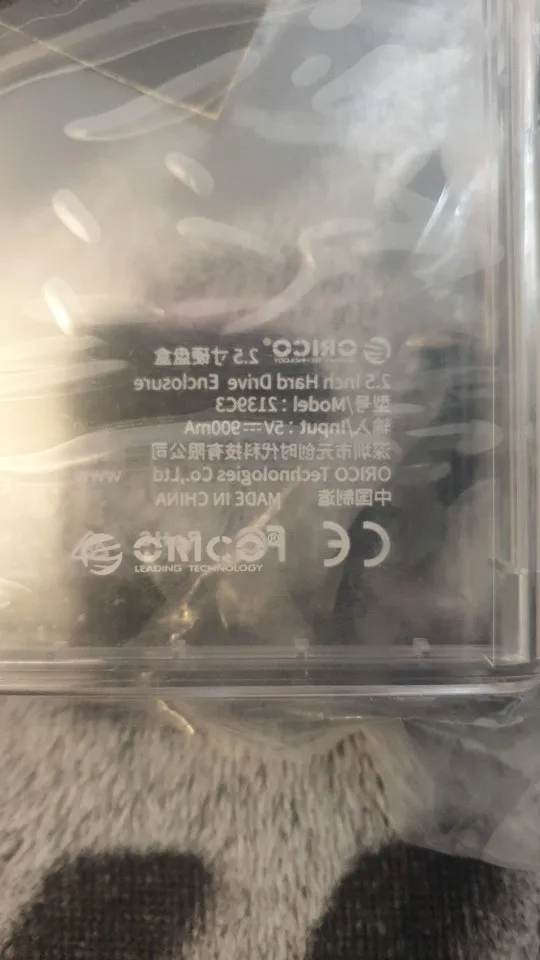 ORICO® 2.5寸硬盘盒
2.5 Inch Hard Drive Enclosure
型号/Model : 2139C3
输入/Input : 5V⎓900mA
深圳市元创时代科技有限公司
ORICO Technologies Co.,Ltd www
中国制造 MADE IN CHINA
CE FC
ORICO®
LEADING TECHNOLOGY